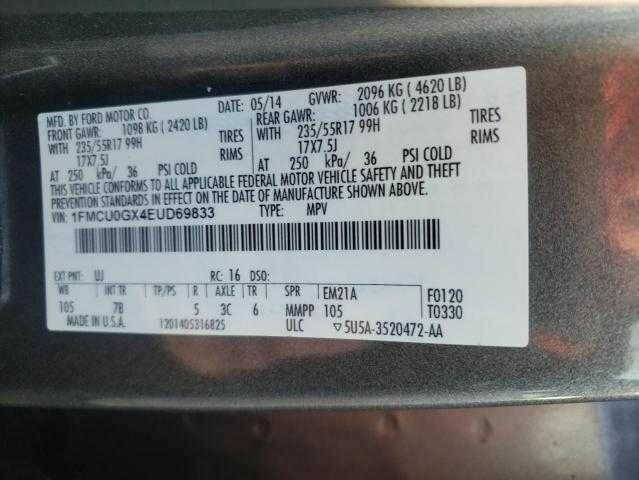 MFD. BY FORD MOTOR CO. DATE: 05/14 GVWR: 2096 KG ( 4620 LB)
FRONT GAWR: 1098 KG ( 2420 LB) REAR GAWR: 1006 KG ( 2218 LB)
WITH 235/55R17 99H TIRES WITH 235/55R17 99H TIRES
17X7.5J RIMS 17X7.5J RIMS
AT 250 kPa/ 36 PSI COLD AT 250 kPa/ 36 PSI COLD
THIS VEHICLE CONFORMS TO ALL APPLICABLE FEDERAL MOTOR VEHICLE SAFETY AND THEFT
PREVENTION STANDARDS IN EFFECT ON THE DATE OF MANUFACTURE SHOWN ABOVE.
VIN: 1FMCU0GX4EUD69833 TYPE: MPV
EXT PNT: UJ RC: 16 DSO:
WB INT TR TP/PS R AXLE TR SPR EM21A F0120
105 7B 5 3C 6 MMPP 105 T0330
MADE IN U.S.A. 1201405316825 ULC ▽5U5A-3520472-AA